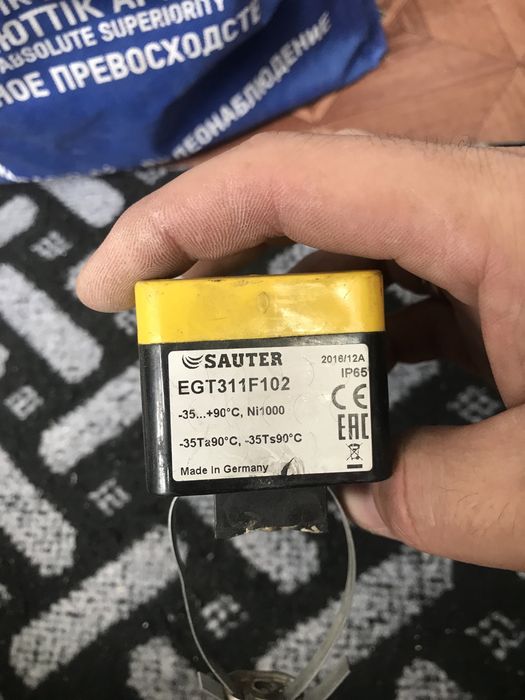 ЮТТІК А
ABSOLUTE SUPERIORITY
НОЕ ПРЕВОСХОДСТВ
ЕОНАБЛЮДЕНИЕ
SAUTER
2016/12A
EGT311F102
IP65
-35...+90°C, Ni1000
CE
-35Ta90°C, -35Ts90°C
EAC
Made in Germany